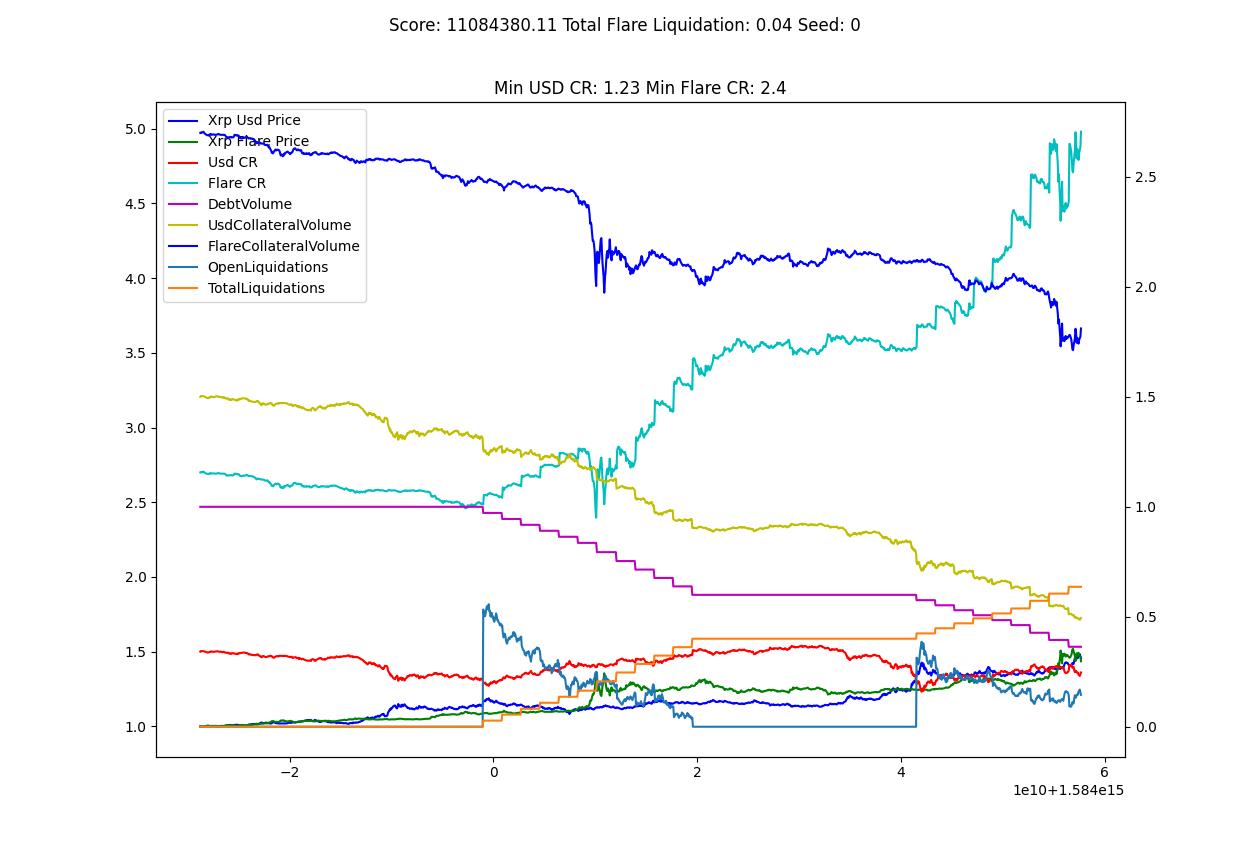 Score: 11084380.11 Total Flare Liquidation: 0.04 Seed: 0
Min USD CR: 1.23 Min Flare CR: 2.4
Xrp Usd Price
Xrp Flare Price
Usd CR
Flare CR
DebtVolume
UsdCollateralVolume
FlareCollateralVolume
OpenLiquidations
TotalLiquidations
5.0
4.5
4.0
3.5
3.0
2.5
2.0
1.5
1.0
2.5
2.0
1.5
1.0
0.5
0.0
−2
0
2
4
6
1e10+1.584e15